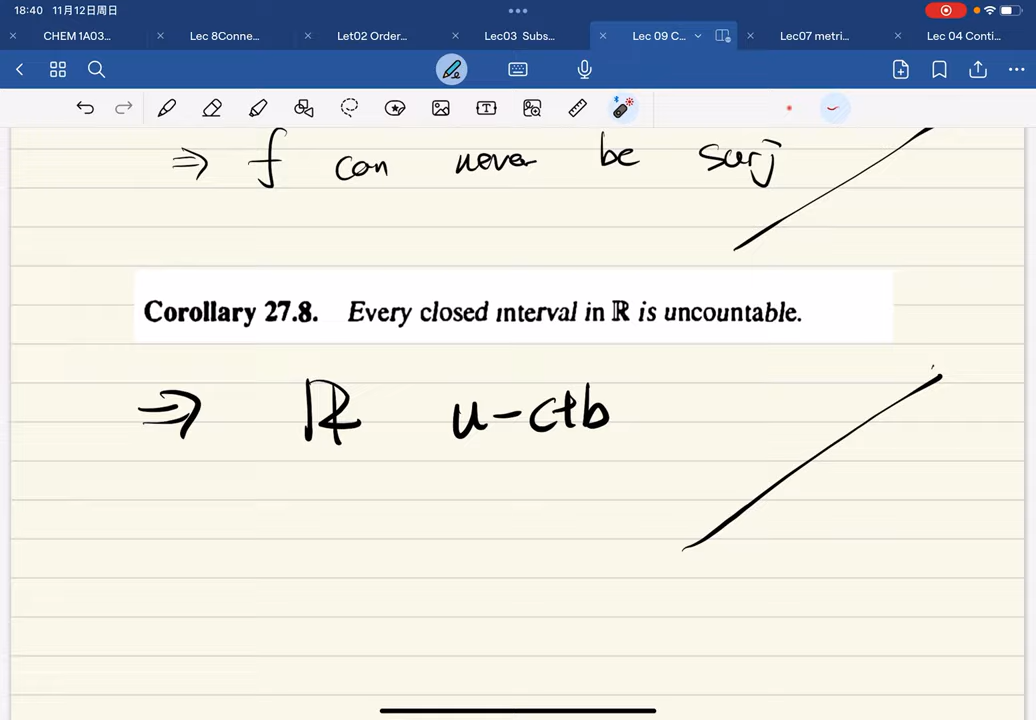 18:40 11月12日周日
CHEM 1A03... Lec 8Conne... Let02 Order... Lec03 Subs... Lec 09 C... Lec07 metri... Lec 04 Conti...
⇒ f can never be surj
Corollary 27.8. Every closed interval in ℝ is uncountable.
⇒ ℝ u-ctb